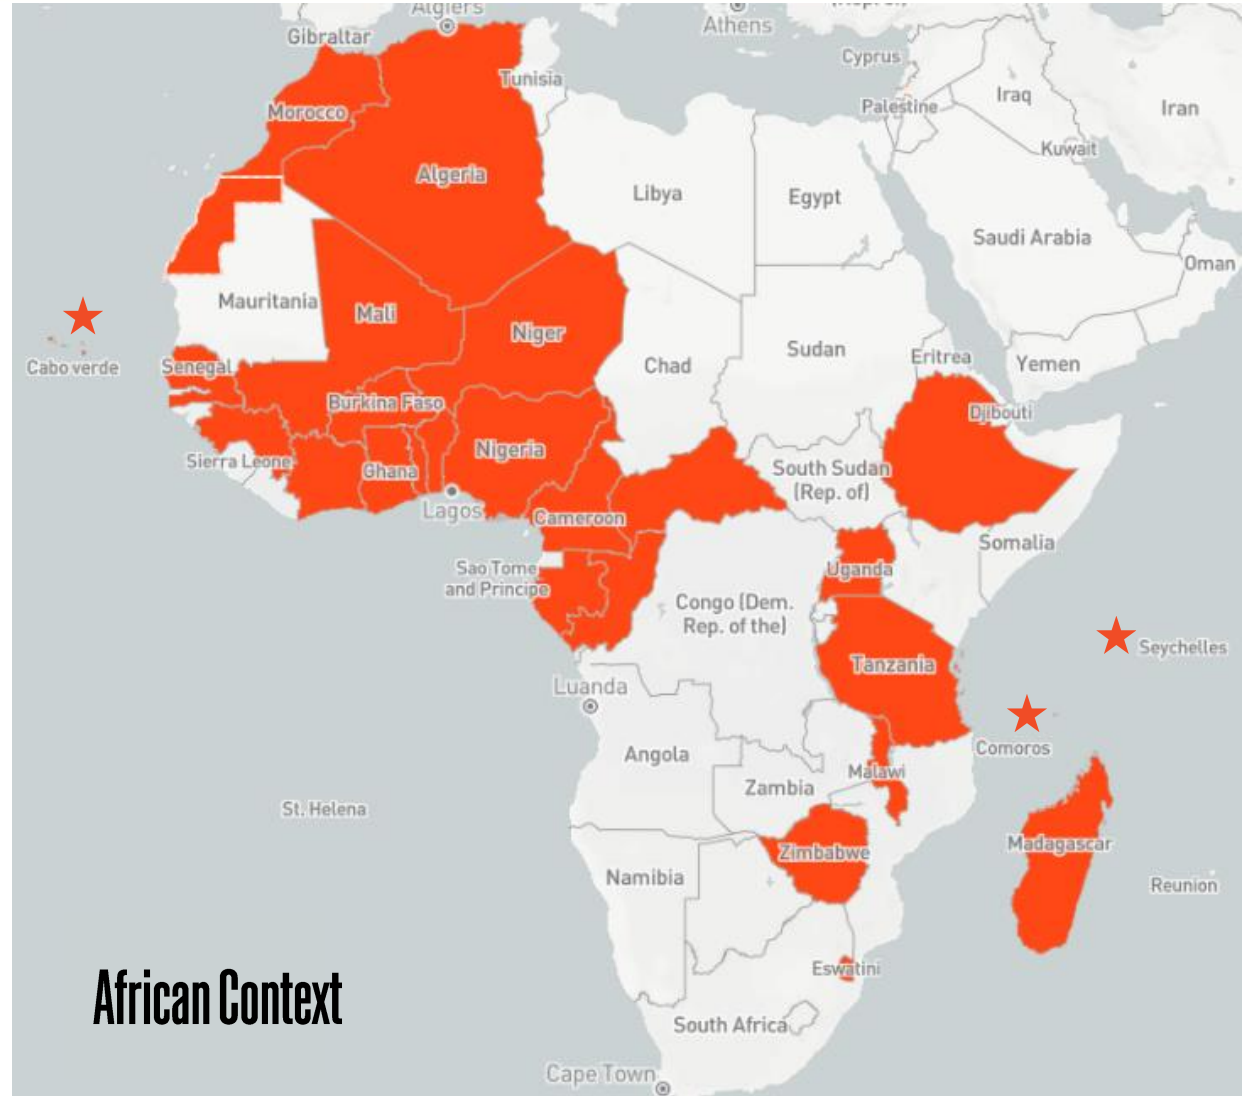 Algiers
Athens
Gibraltar
Cyprus
Tunisia
Iraq
Morocco
Palestine
Iran
Kuwait
Algeria
Libya
Egypt
Saudi Arabia
Oman
Mauritania
Mali
Niger
Sudan
Eritrea
Yemen
Cabo verde
Senegal
Chad
Burkina Faso
Djibouti
Sierra Leone
Ghana
Nigeria
South Sudan
(Rep. of)
Lagos
Cameroon
Somalia
Sao Tome
and Principe
Uganda
Congo (Dem.
Rep. of the)
Seychelles
Tanzania
Luanda
Angola
Comoros
Malawi
Zambia
St. Helena
Madagascar
Zimbabwe
Namibia
Reunion
Eswatini
African Context
South Africa
Cape Town